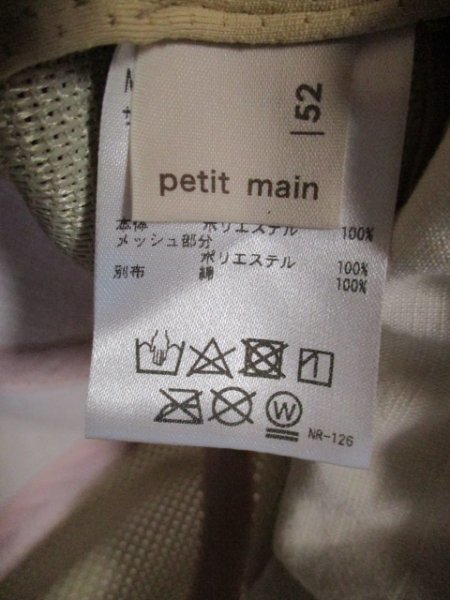 52
petit main
本体 ポリエステル 100%
メッシュ部分
ポリエステル 100%
別布 綿 100%
W
NR-126